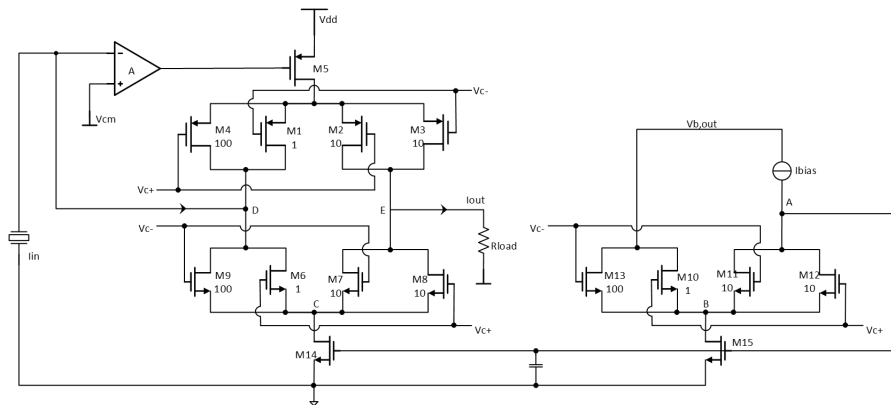 Vdd
A
M5
Vcm
Vc-
M4
100
M1
1
M2
10
M3
10
Vc+
Vb,out
Ibias
Iout
D
E
A
Vc-
Vc-
Iin
Rload
M9
100
M6
1
M7
10
M8
10
M13
100
M10
1
M11
10
M12
10
C
B
Vc+
Vc+
M14
M15